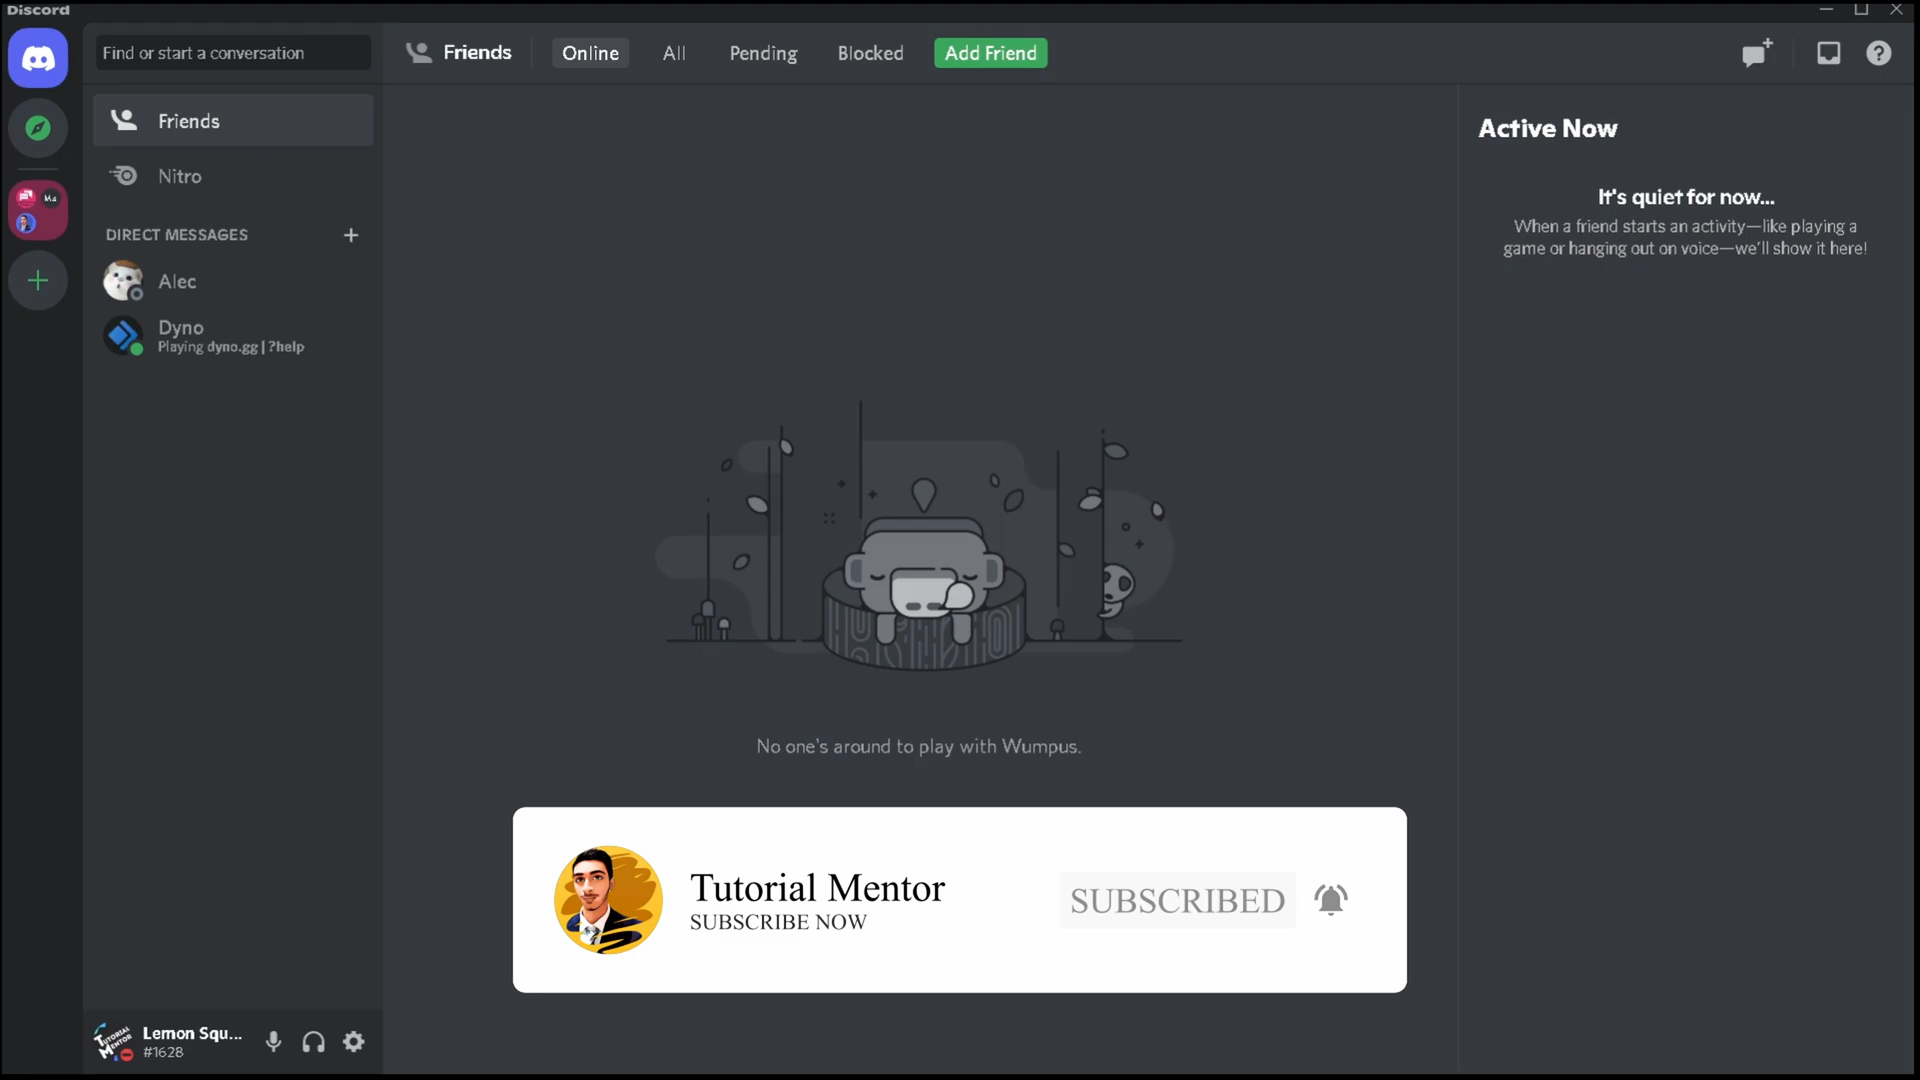 Discord
Find or start a conversation
Friends
Online
All
Pending
Blocked
Add Friend
Friends
Nitro
DIRECT MESSAGES
Alec
Dyno
Playing dyno.gg | ?help
Active Now
It's quiet for now...
When a friend starts an activity—like playing a
game or hanging out on voice—we'll show it here!
No one's around to play with Wumpus.
Tutorial Mentor
SUBSCRIBE NOW
SUBSCRIBED
TUTORIAL
MENTOR
Lemon Squ...
#1628